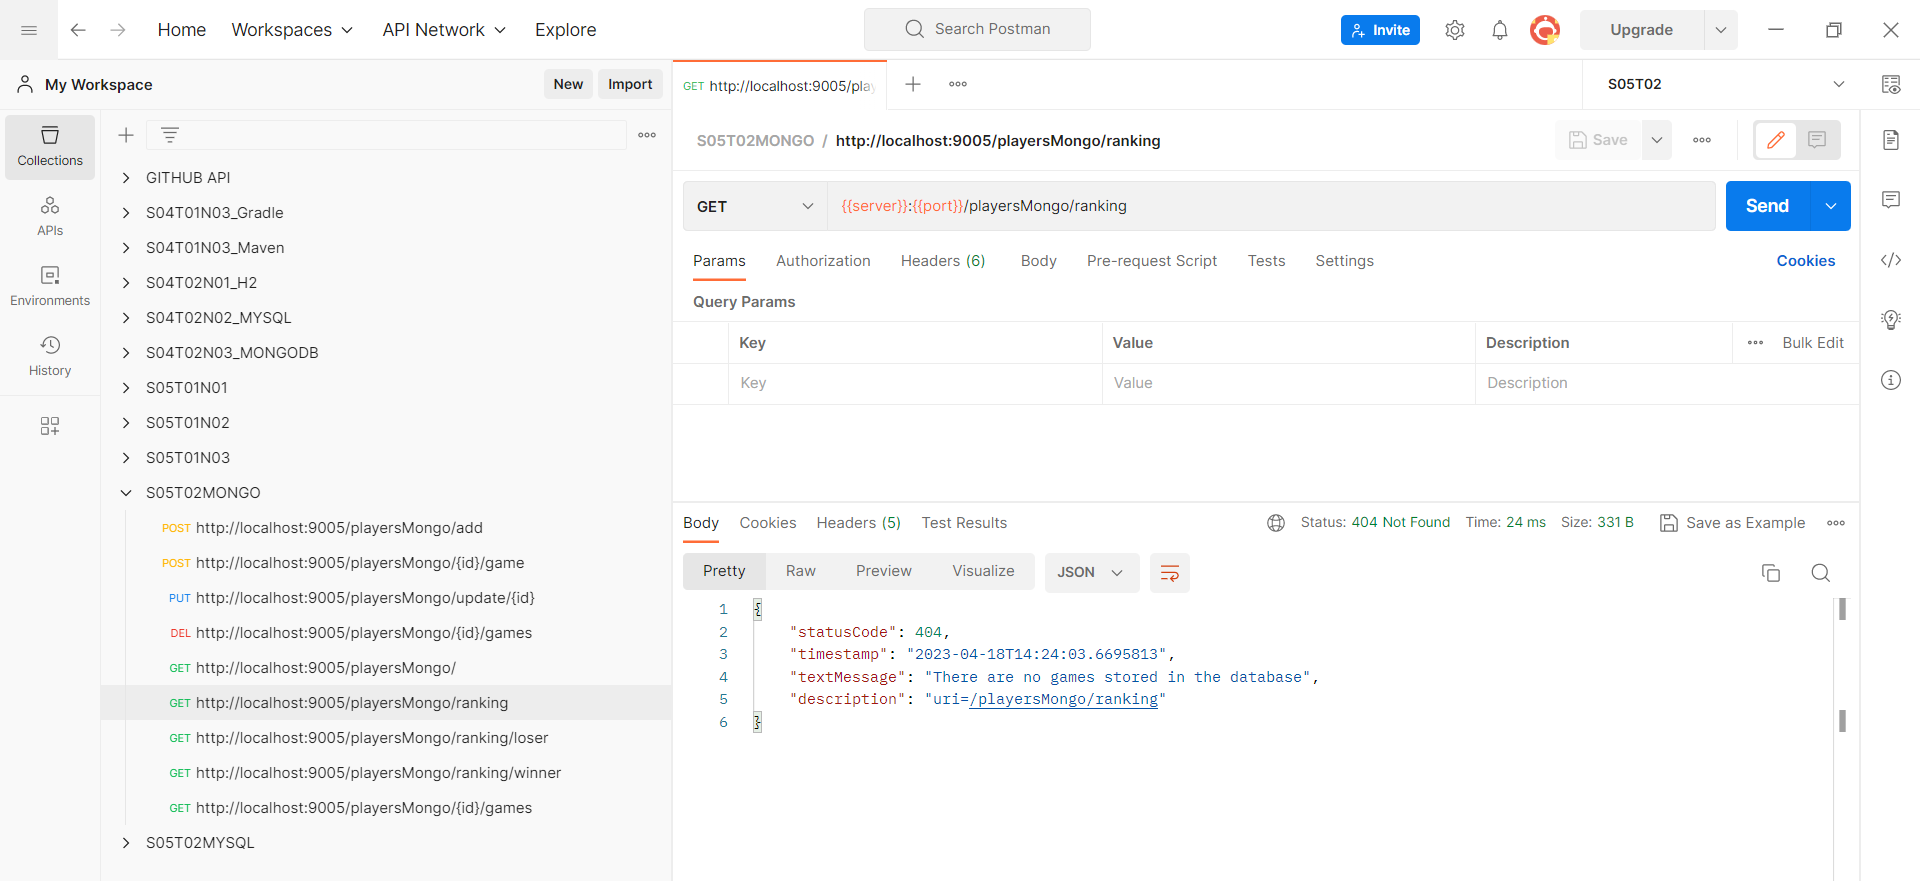 Home Workspaces API Network Explore Search Postman Invite Upgrade
My Workspace New Import
GET http://localhost:9005/pla
S05T02
Collections
APIs
Environments
History
GITHUB API
S04T01N03_Gradle
S04T01N03_Maven
S04T02N01_H2
S04T02N02_MYSQL
S04T02N03_MONGODB
S05T01N01
S05T01N02
S05T01N03
S05T02MONGO
POST http://localhost:9005/playersMongo/add
POST http://localhost:9005/playersMongo/{id}/game
PUT http://localhost:9005/playersMongo/update/{id}
DEL http://localhost:9005/playersMongo/{id}/games
GET http://localhost:9005/playersMongo/
GET http://localhost:9005/playersMongo/ranking
GET http://localhost:9005/playersMongo/ranking/loser
GET http://localhost:9005/playersMongo/ranking/winner
GET http://localhost:9005/playersMongo/{id}/games
S05T02MYSQL
S05T02MONGO / http://localhost:9005/playersMongo/ranking Save
GET {{server}}:{{port}}/playersMongo/ranking Send
Params Authorization Headers (6) Body Pre-request Script Tests Settings Cookies
Query Params
Key Value Description Bulk Edit
Key Value Description
Body Cookies Headers (5) Test Results Status: 404 Not Found Time: 24 ms Size: 331 B Save as Example
Pretty Raw Preview Visualize JSON
1 {
2 "statusCode": 404,
3 "timestamp": "2023-04-18T14:24:03.6695813",
4 "textMessage": "There are no games stored in the database",
5 "description": "uri=/playersMongo/ranking"
6 }